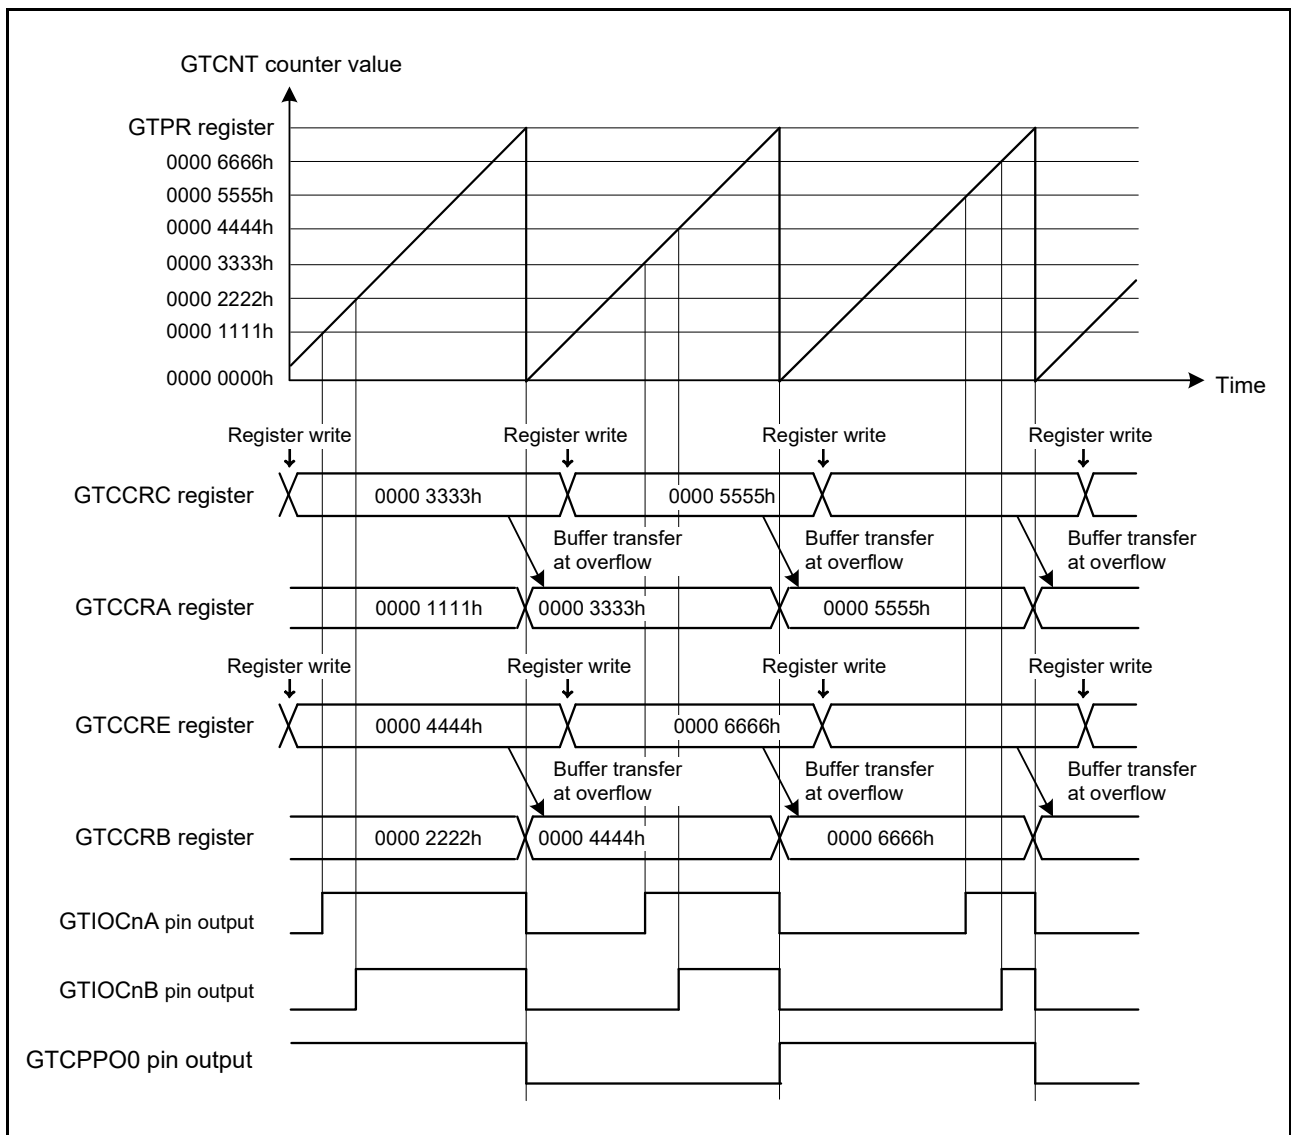 GTCNT counter value
GTPR register
0000 6666h
0000 5555h
0000 4444h
0000 3333h
0000 2222h
0000 1111h
0000 0000h
Time
Register write Register write Register write Register write
GTCCRC register 0000 3333h 0000 5555h
Buffer transfer Buffer transfer Buffer transfer
at overflow at overflow at overflow
GTCCRA register 0000 1111h 0000 3333h 0000 5555h
Register write Register write Register write Register write
GTCCRE register 0000 4444h 0000 6666h
Buffer transfer Buffer transfer Buffer transfer
at overflow at overflow at overflow
GTCCRB register 0000 2222h 0000 4444h 0000 6666h
GTIOCnA pin output
GTIOCnB pin output
GTCPPO0 pin output